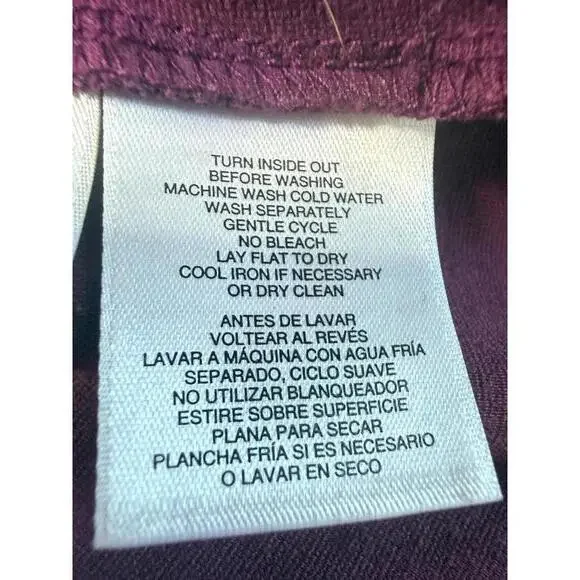 TURN INSIDE OUT
BEFORE WASHING
MACHINE WASH COLD WATER
WASH SEPARATELY
GENTLE CYCLE
NO BLEACH
LAY FLAT TO DRY
COOL IRON IF NECESSARY
OR DRY CLEAN
ANTES DE LAVAR
VOLTEAR AL REVÉS
LAVAR A MÁQUINA CON AGUA FRÍA
SEPARADO, CICLO SUAVE
NO UTILIZAR BLANQUEADOR
ESTIRE SOBRE SUPERFICIE
PLANA PARA SECAR
PLANCHA FRÍA SI ES NECESARIO
O LAVAR EN SECO